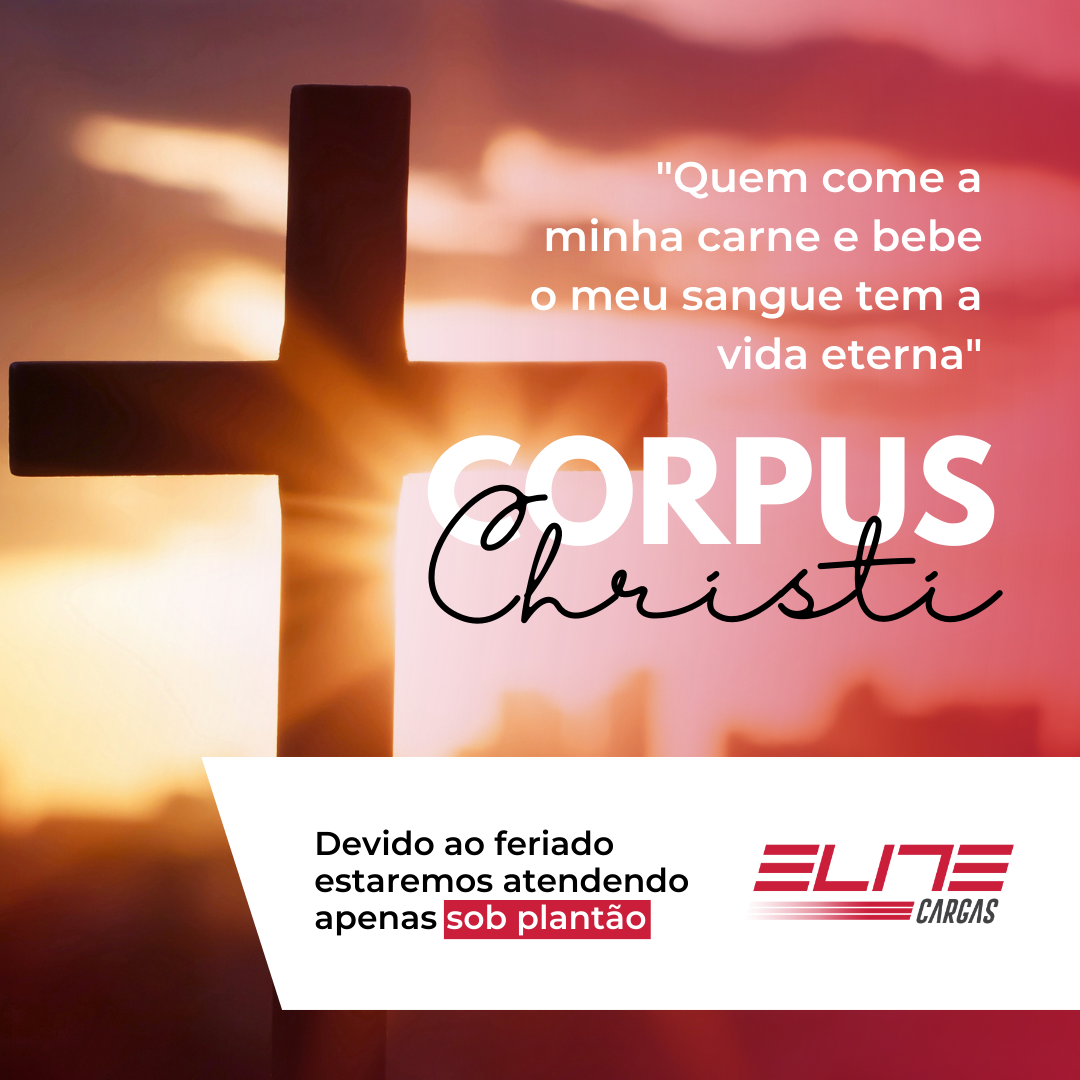 "Quem come a
minha carne e bebe
o meu sangue tem a
vida eterna"
CORPUS
Christi
Devido ao feriado
estaremos atendendo
apenas sob plantão
ELITE
CARGAS